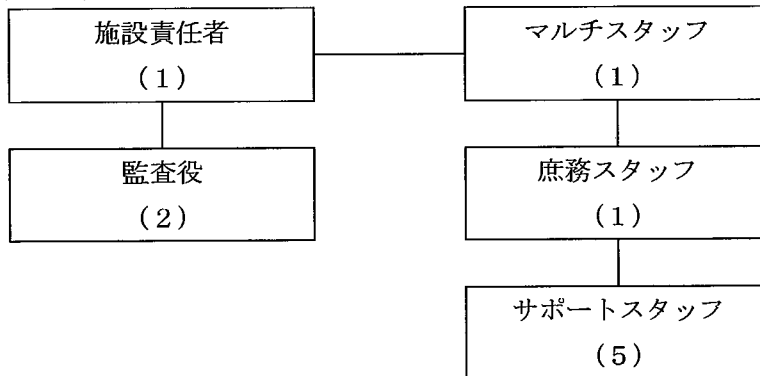 施設責任者
（１）
マルチスタッフ
（１）
監査役
（２）
庶務スタッフ
（１）
サポートスタッフ
（５）